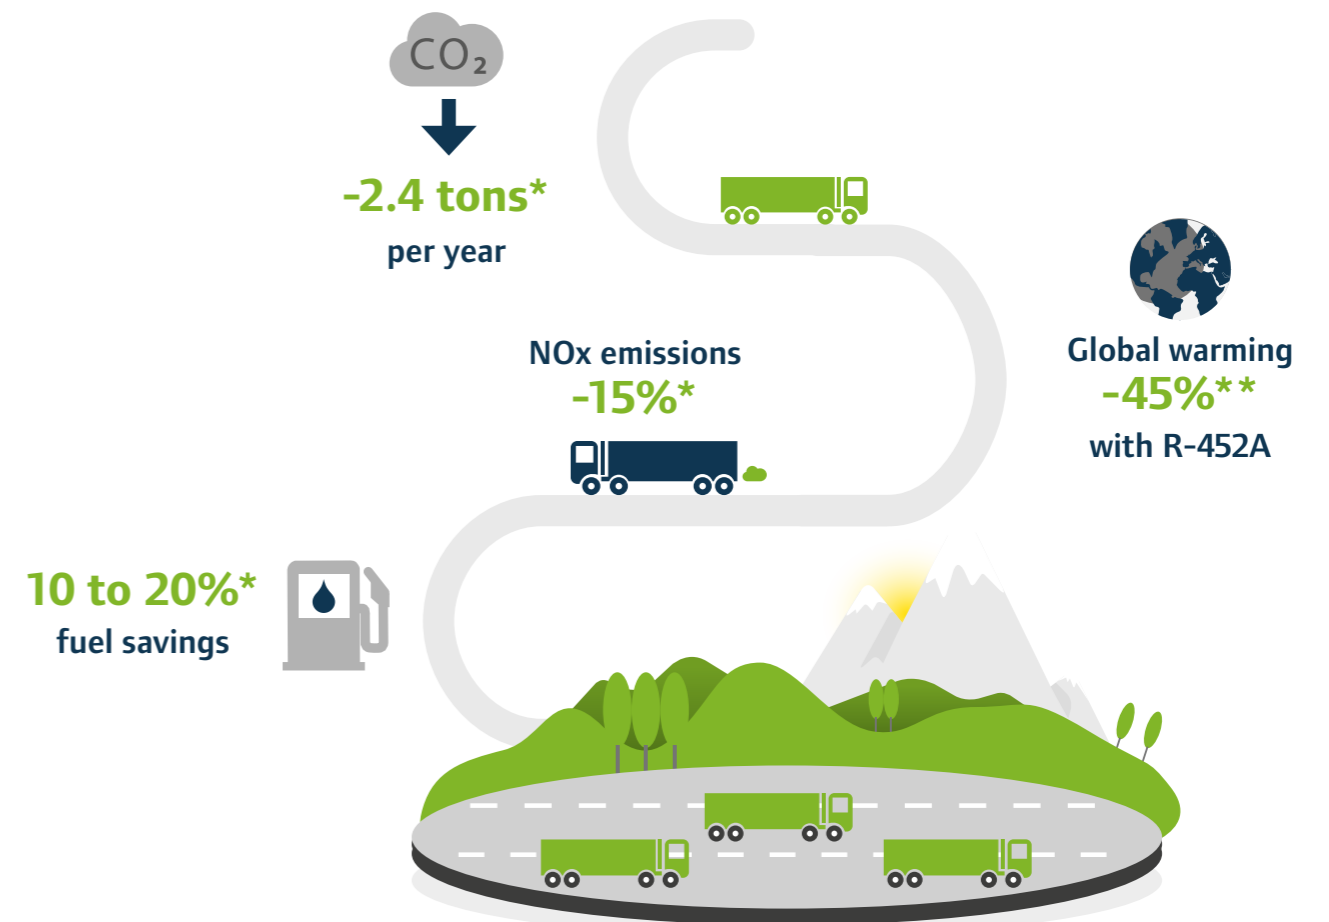 CO₂
-2.4 tons*
per year
NOx emissions
-15%*
Global warming
-45%**
with R-452A
10 to 20%*
fuel savings